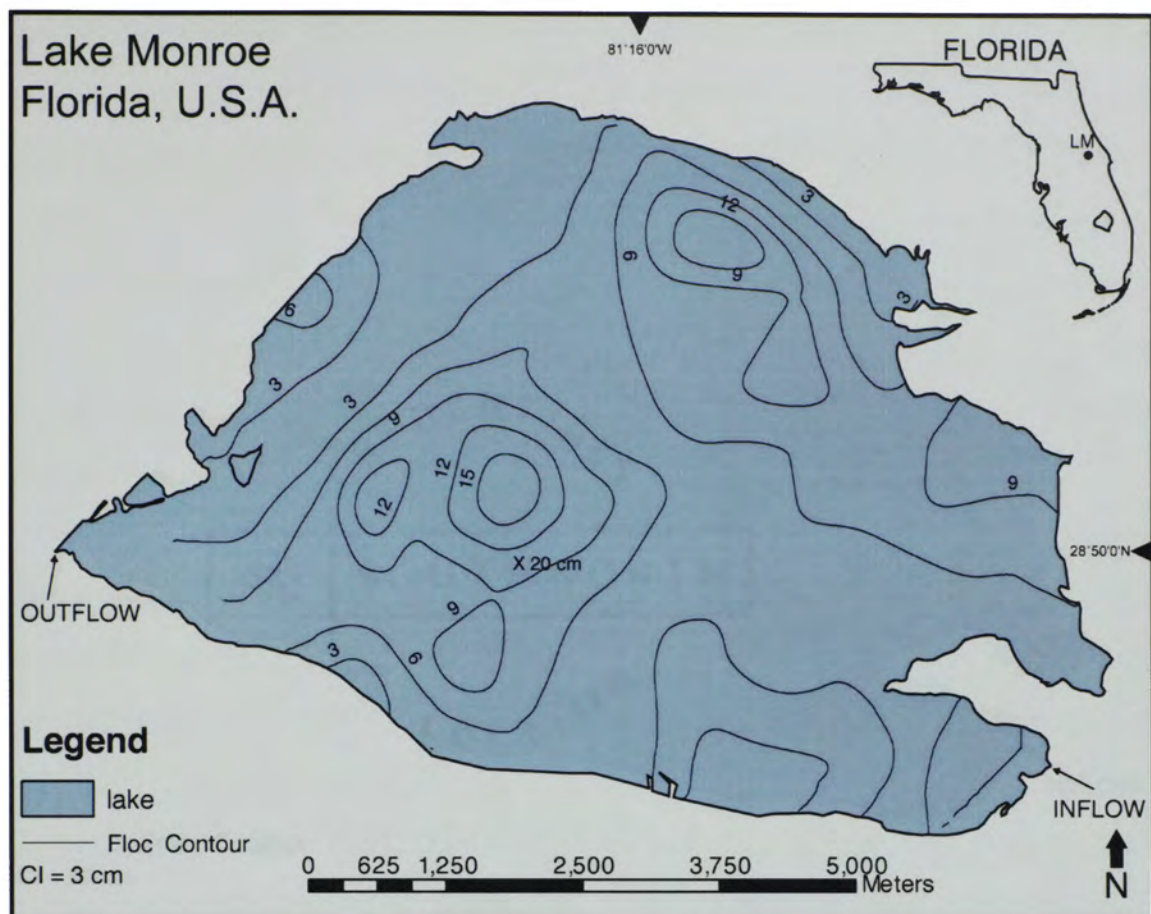 Lake Monroe
Florida, U.S.A.
81°16'0"W
FLORIDA
LM
3
12
9
3
6
3
3
9
12
15
12
9
X 20 cm
28°50'0"N
OUTFLOW
9
6
3
Legend
lake
Floc Contour
CI = 3 cm
INFLOW
N
0 625 1,250 2,500 3,750 5,000
Meters